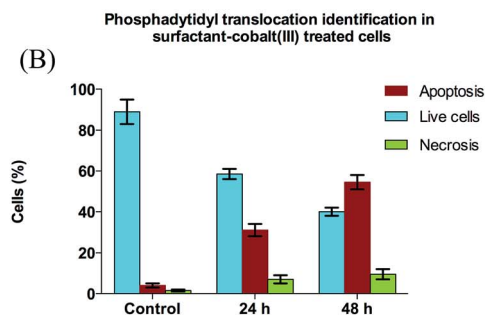 Phosphadytidyl translocation identification in
surfactant-cobalt(III) treated cells
(B)
Apoptosis
Live cells
Necrosis
Cells (%)
100
80
60
40
20
0
Control 24 h 48 h